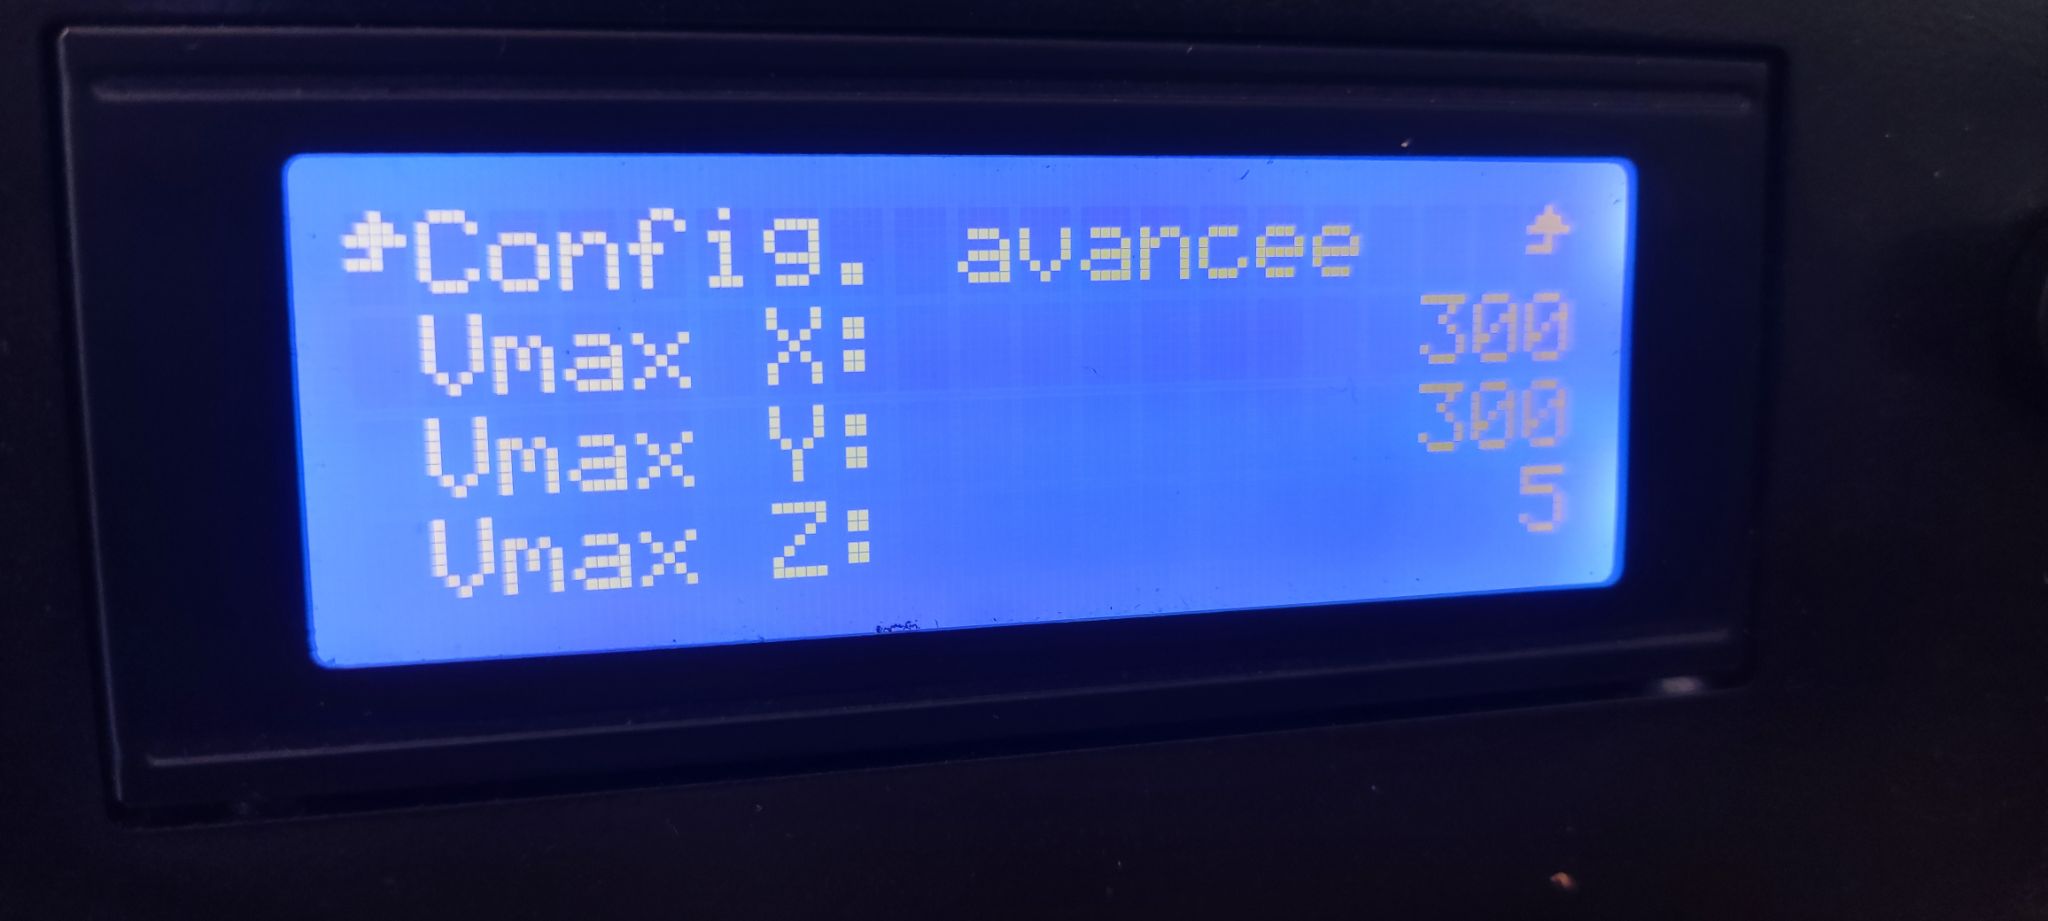 Config. avancee
Vmax X: 300
Vmax Y: 300
Vmax Z: 5